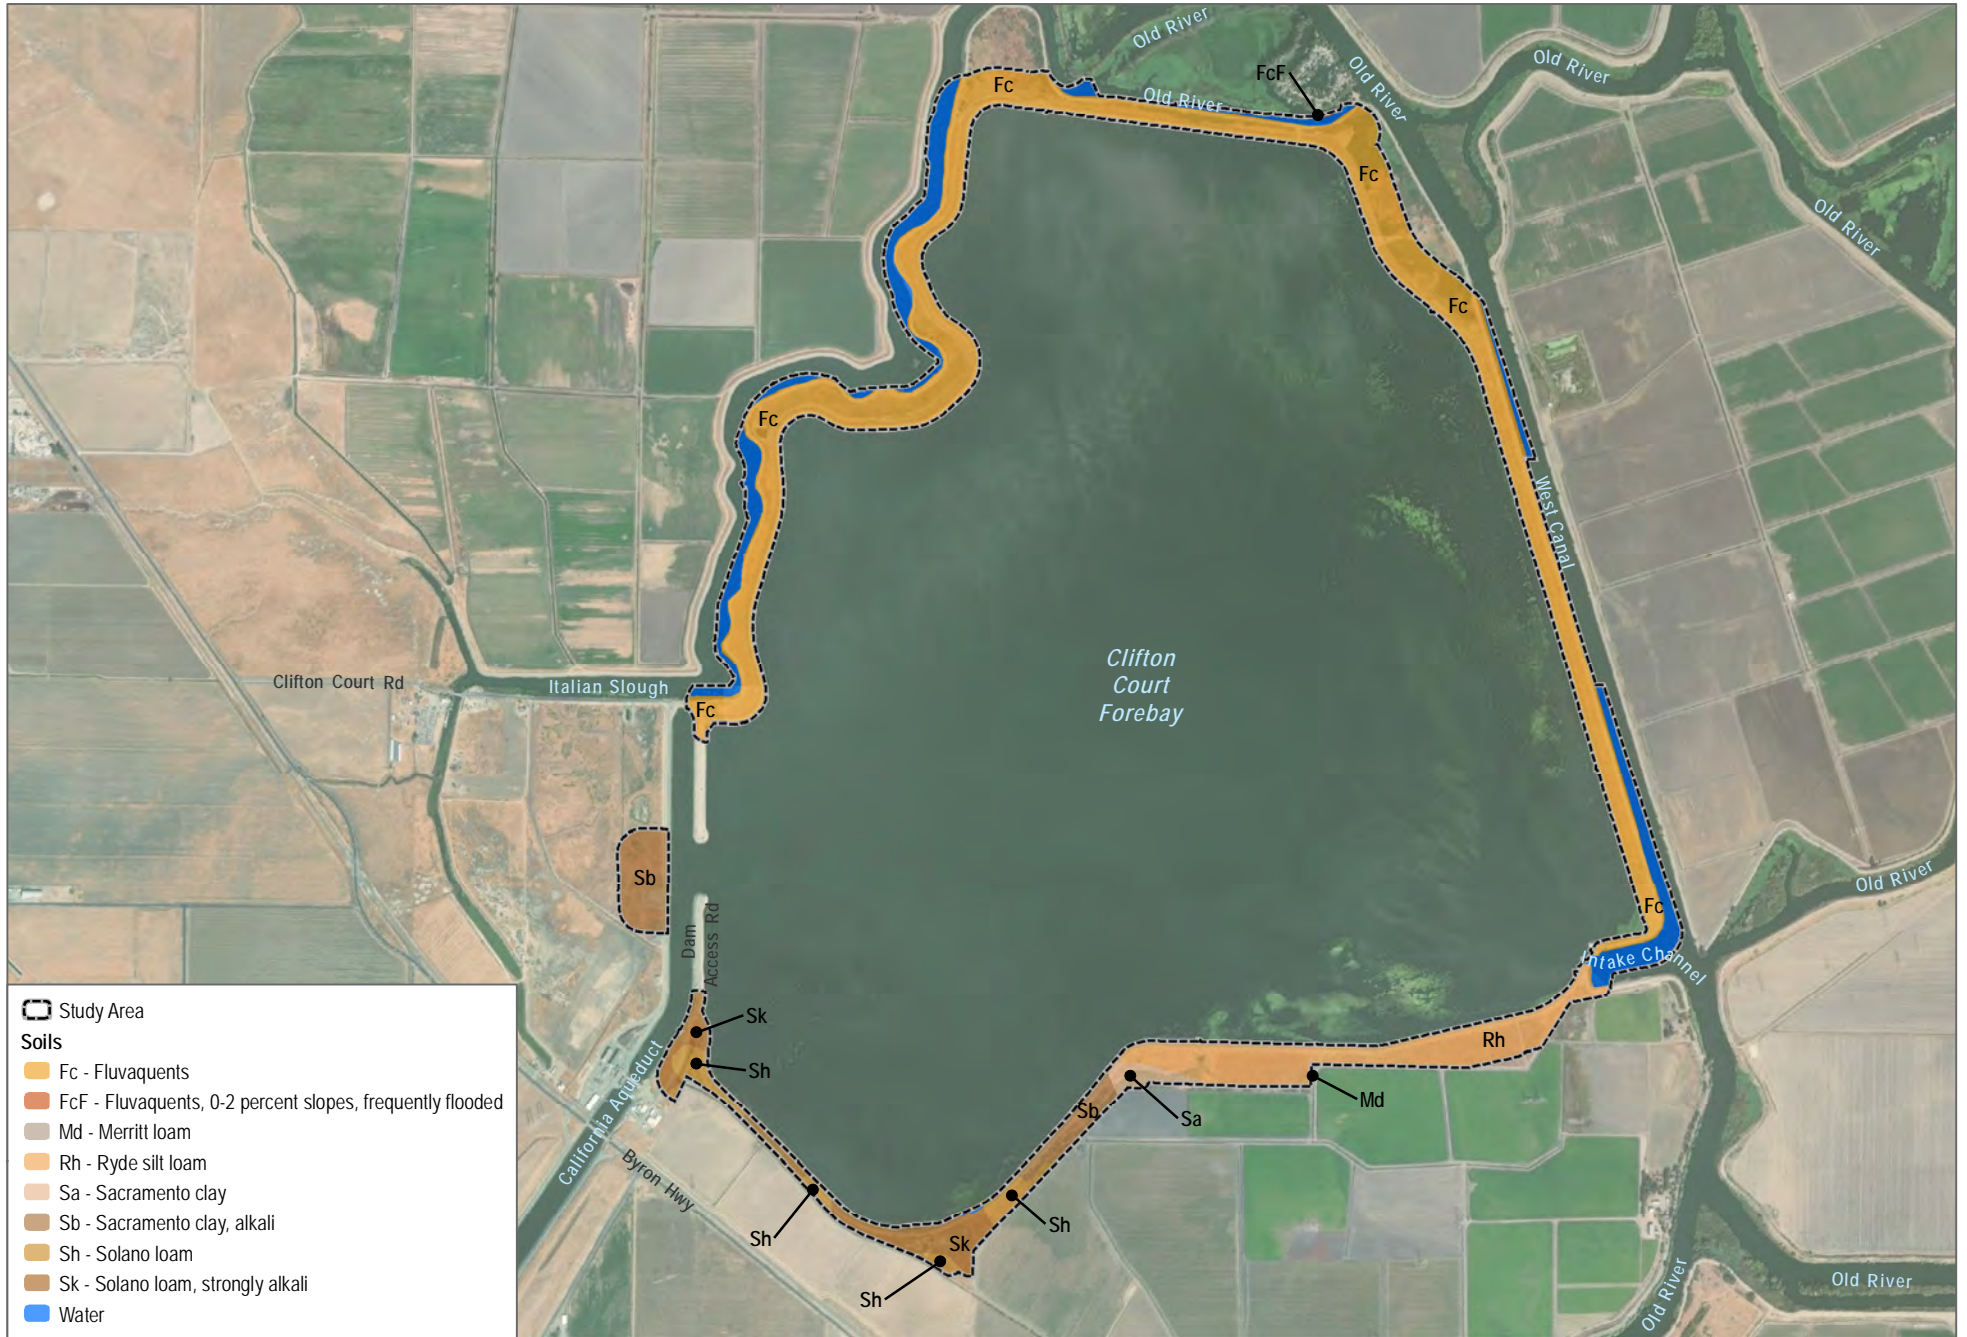 Old River
Old River
Old River
FcF
Fc
Old River
Fc
Old River
Fc
Fc
West Canal
Clifton
Court
Forebay
Clifton Court Rd
Italian Slough
Fc
Sb
Old River
Fc
Dam
Access Rd
Intake Channel
Sk
Rh
Sh
California Aqueduct
Md
Sb
Sa
Byron Hwy
Sh
Sh
Sk
Sh
Old River
Old River
Study Area
Soils
Fc - Fluvaquents
FcF - Fluvaquents, 0-2 percent slopes, frequently flooded
Md - Merritt loam
Rh - Ryde silt loam
Sa - Sacramento clay
Sb - Sacramento clay, alkali
Sh - Solano loam
Sk - Solano loam, strongly alkali
Water